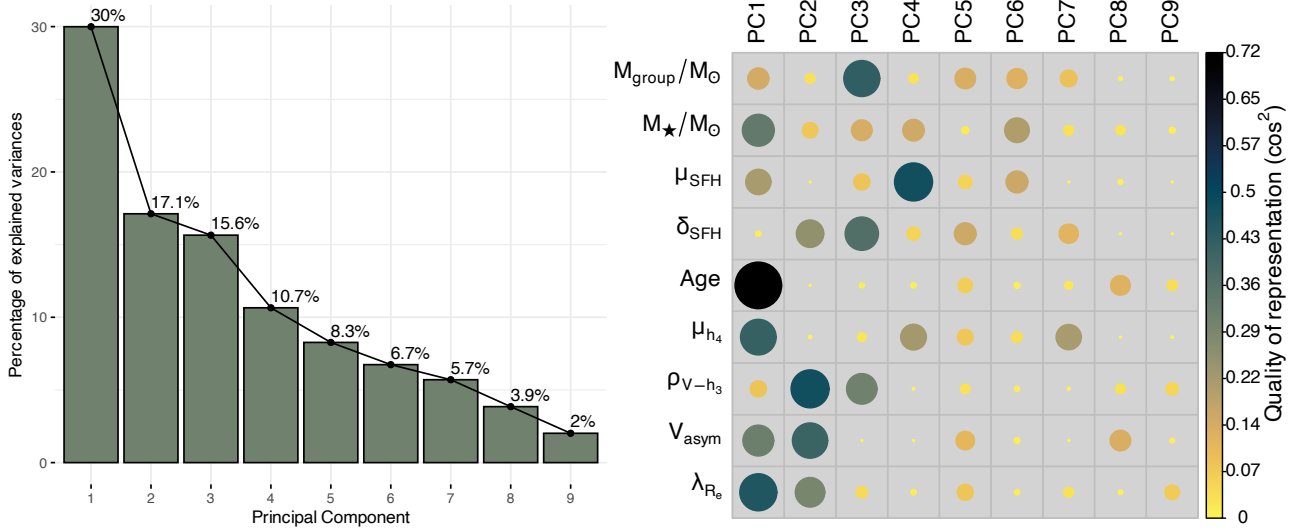 Percentage of explained variances
30
20
10
0
30%
17.1%
15.6%
10.7%
8.3%
6.7%
5.7%
3.9%
2%
1 2 3 4 5 6 7 8 9
Principal Component
PC1 PC2 PC3 PC4 PC5 PC6 PC7 PC8 PC9
M_group/M⊙
M★/M⊙
μ_SFH
δ_SFH
Age
μ_h₄
ρ_V−h₃
V_asym
λ_Rₑ
0.72
0.65
0.57
0.5
0.43
0.36
0.29
0.22
0.14
0.07
0
Quality of representation (cos²)